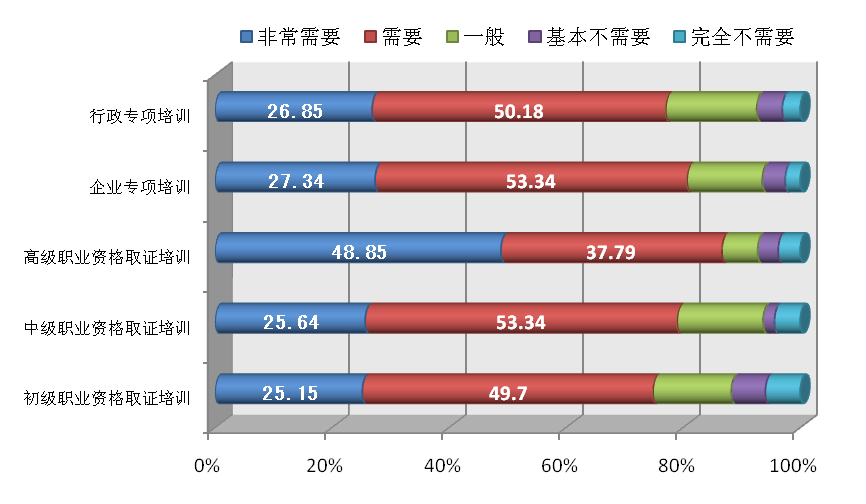 非常需要 需要 一般 基本不需要 完全不需要
行政专项培训 26.85 50.18
企业专项培训 27.34 53.34
高级职业资格取证培训 48.85 37.79
中级职业资格取证培训 25.64 53.34
初级职业资格取证培训 25.15 49.7
0% 20% 40% 60% 80% 100%